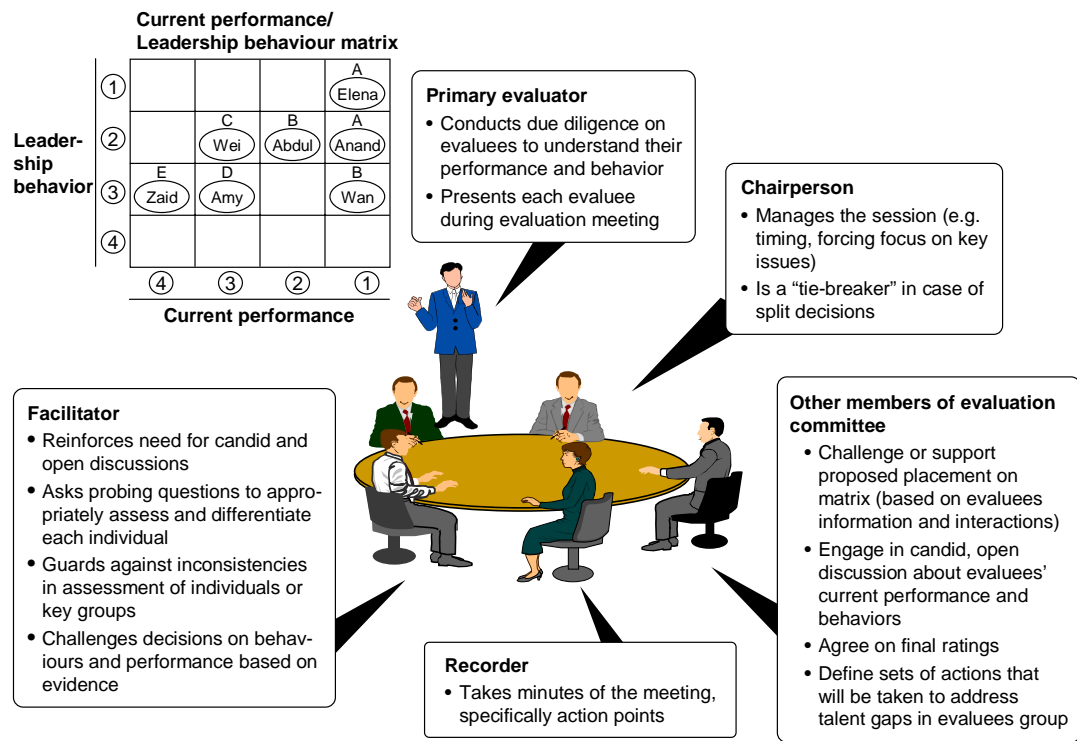 Current performance/
Leadership behaviour matrix
A
① Elena
C B A
② Wei Abdul Anand
Leader-
ship
behavior
E D B
③ Zaid Amy Wan
④
④ ③ ② ①
Current performance
Primary evaluator
• Conducts due diligence on
evaluees to understand their
performance and behavior
• Presents each evaluee
during evaluation meeting
Chairperson
• Manages the session (e.g.
timing, forcing focus on key
issues)
• Is a “tie-breaker” in case of
split decisions
Facilitator
• Reinforces need for candid and
open discussions
• Asks probing questions to appro-
priately assess and differentiate
each individual
• Guards against inconsistencies
in assessment of individuals or
key groups
• Challenges decisions on behav-
iours and performance based on
evidence
Recorder
• Takes minutes of the meeting,
specifically action points
Other members of evaluation
committee
• Challenge or support
proposed placement on
matrix (based on evaluees
information and interactions)
• Engage in candid, open
discussion about evaluees’
current performance and
behaviors
• Agree on final ratings
• Define sets of actions that
will be taken to address
talent gaps in evaluees group